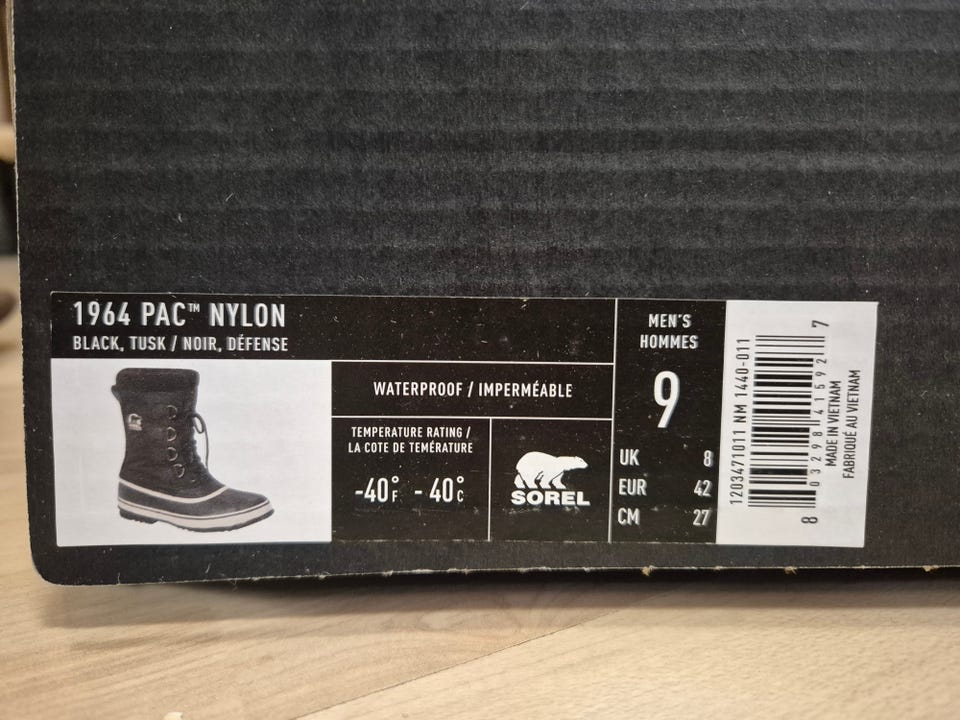 1964 PAC™ NYLON
BLACK, TUSK / NOIR, DÉFENSE
WATERPROOF / IMPERMÉABLE
TEMPERATURE RATING /
LA COTE DE TEMÉRATURE
-40°F -40°C
SOREL
MEN'S
HOMMES
9
UK 8
EUR 42
CM 27
1203471011 NM 1440-011
8 03298 41592 7
MADE IN VIETNAM
FABRIQUÉ AU VIETNAM